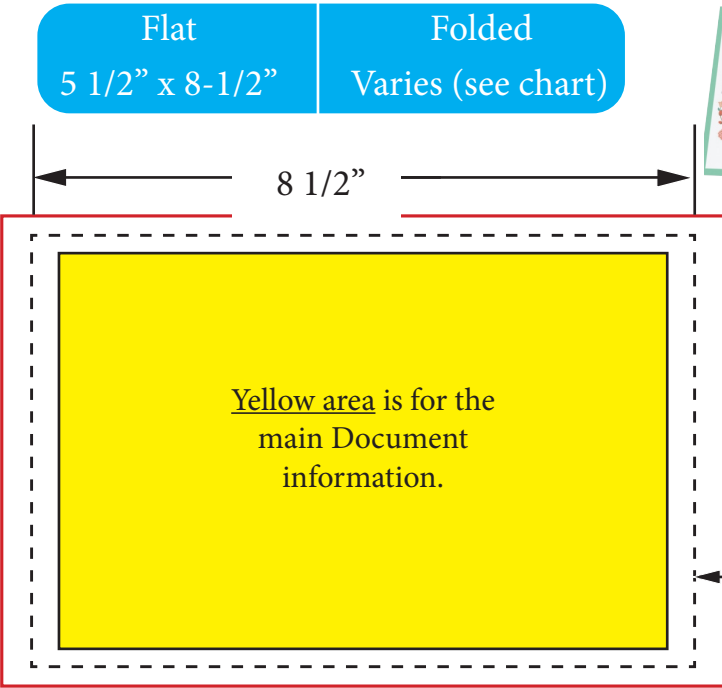 Flat
Folded
5 1/2” x 8-1/2”
Varies (see chart)
8 1/2”
Yellow area is for the
main Document
information.